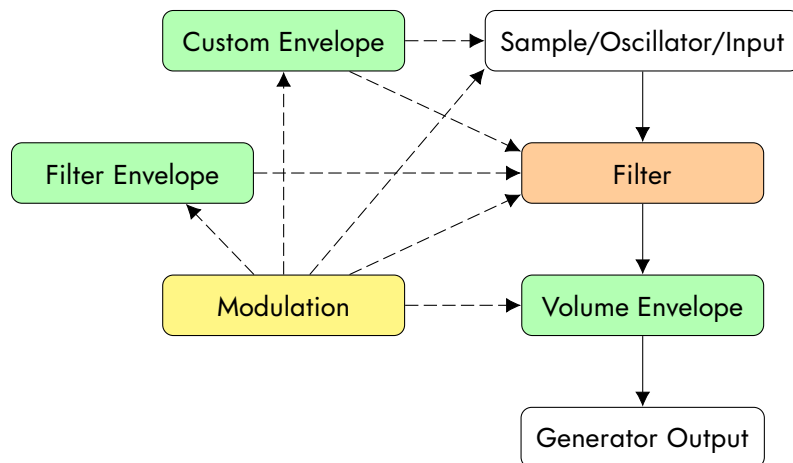 Custom Envelope
Sample/Oscillator/Input
Filter Envelope
Filter
Modulation
Volume Envelope
Generator Output